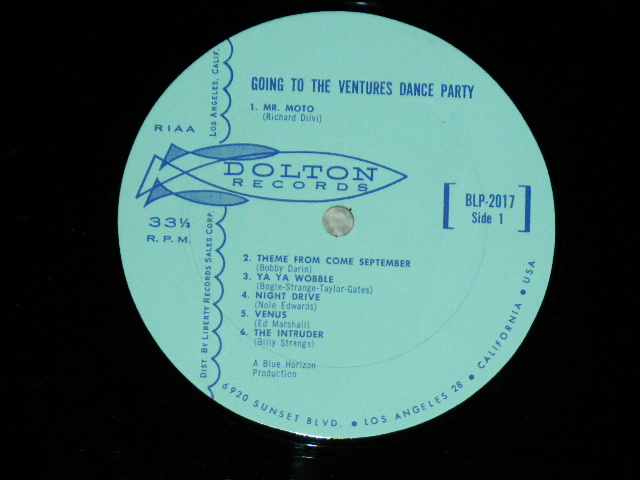 GOING TO THE VENTURES DANCE PARTY
1. MR. MOTO
(Richard Dilvi)
RIAA
DOLTON
RECORDS
33⅓
R.P.M.
BLP-2017
Side 1
2. THEME FROM COME SEPTEMBER
(Bobby Darin)
3. YA YA WOBBLE
(Bogle-Strange-Taylor-Gates)
4. NIGHT DRIVE
(Nole Edwards)
5. VENUS
(Ed Marshall)
6. THE INTRUDER
(Billy Strange)
A Blue Horizon
Production
DIST. BY LIBERTY RECORDS SALES CORP.
LOS ANGELES, CALIF.
6920 SUNSET BLVD. • LOS ANGELES 28 • CALIFORNIA • USA